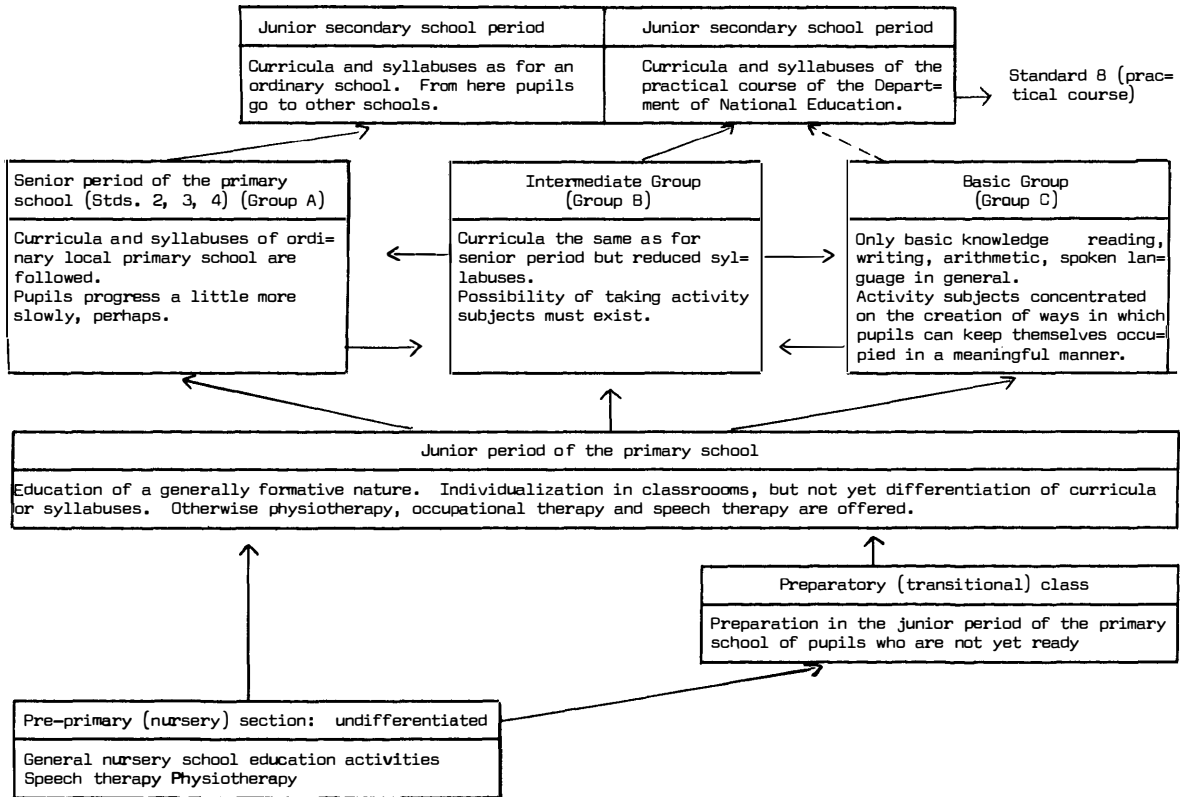 Junior secondary school period
Curricula and syllabuses as for an
ordinary school. From here pupils
go to other schools.
Junior secondary school period
Curricula and syllabuses of the
practical course of the Depart=
ment of National Education.
Standard 8 (prac=
tical course)
Senior period of the primary
school (Stds. 2, 3, 4) (Group A)
Curricula and syllabuses of ordi=
nary local primary school are
followed.
Pupils progress a little more
slowly, perhaps.
Intermediate Group
(Group B)
Curricula the same as for
senior period but reduced syl=
labuses.
Possibility of taking activity
subjects must exist.
Basic Group
(Group C)
Only basic knowledge reading,
writing, arithmetic, spoken lan=
guage in general.
Activity subjects concentrated
on the creation of ways in which
pupils can keep themselves occu=
pied in a meaningful manner.
Junior period of the primary school
Education of a generally formative nature. Individualization in classroooms, but not yet differentiation of curricula
or syllabuses. Otherwise physiotherapy, occupational therapy and speech therapy are offered.
Preparatory (transitional) class
Preparation in the junior period of the primary
school of pupils who are not yet ready
Pre-primary (nursery) section: undifferentiated
General nursery school education activities
Speech therapy Physiotherapy